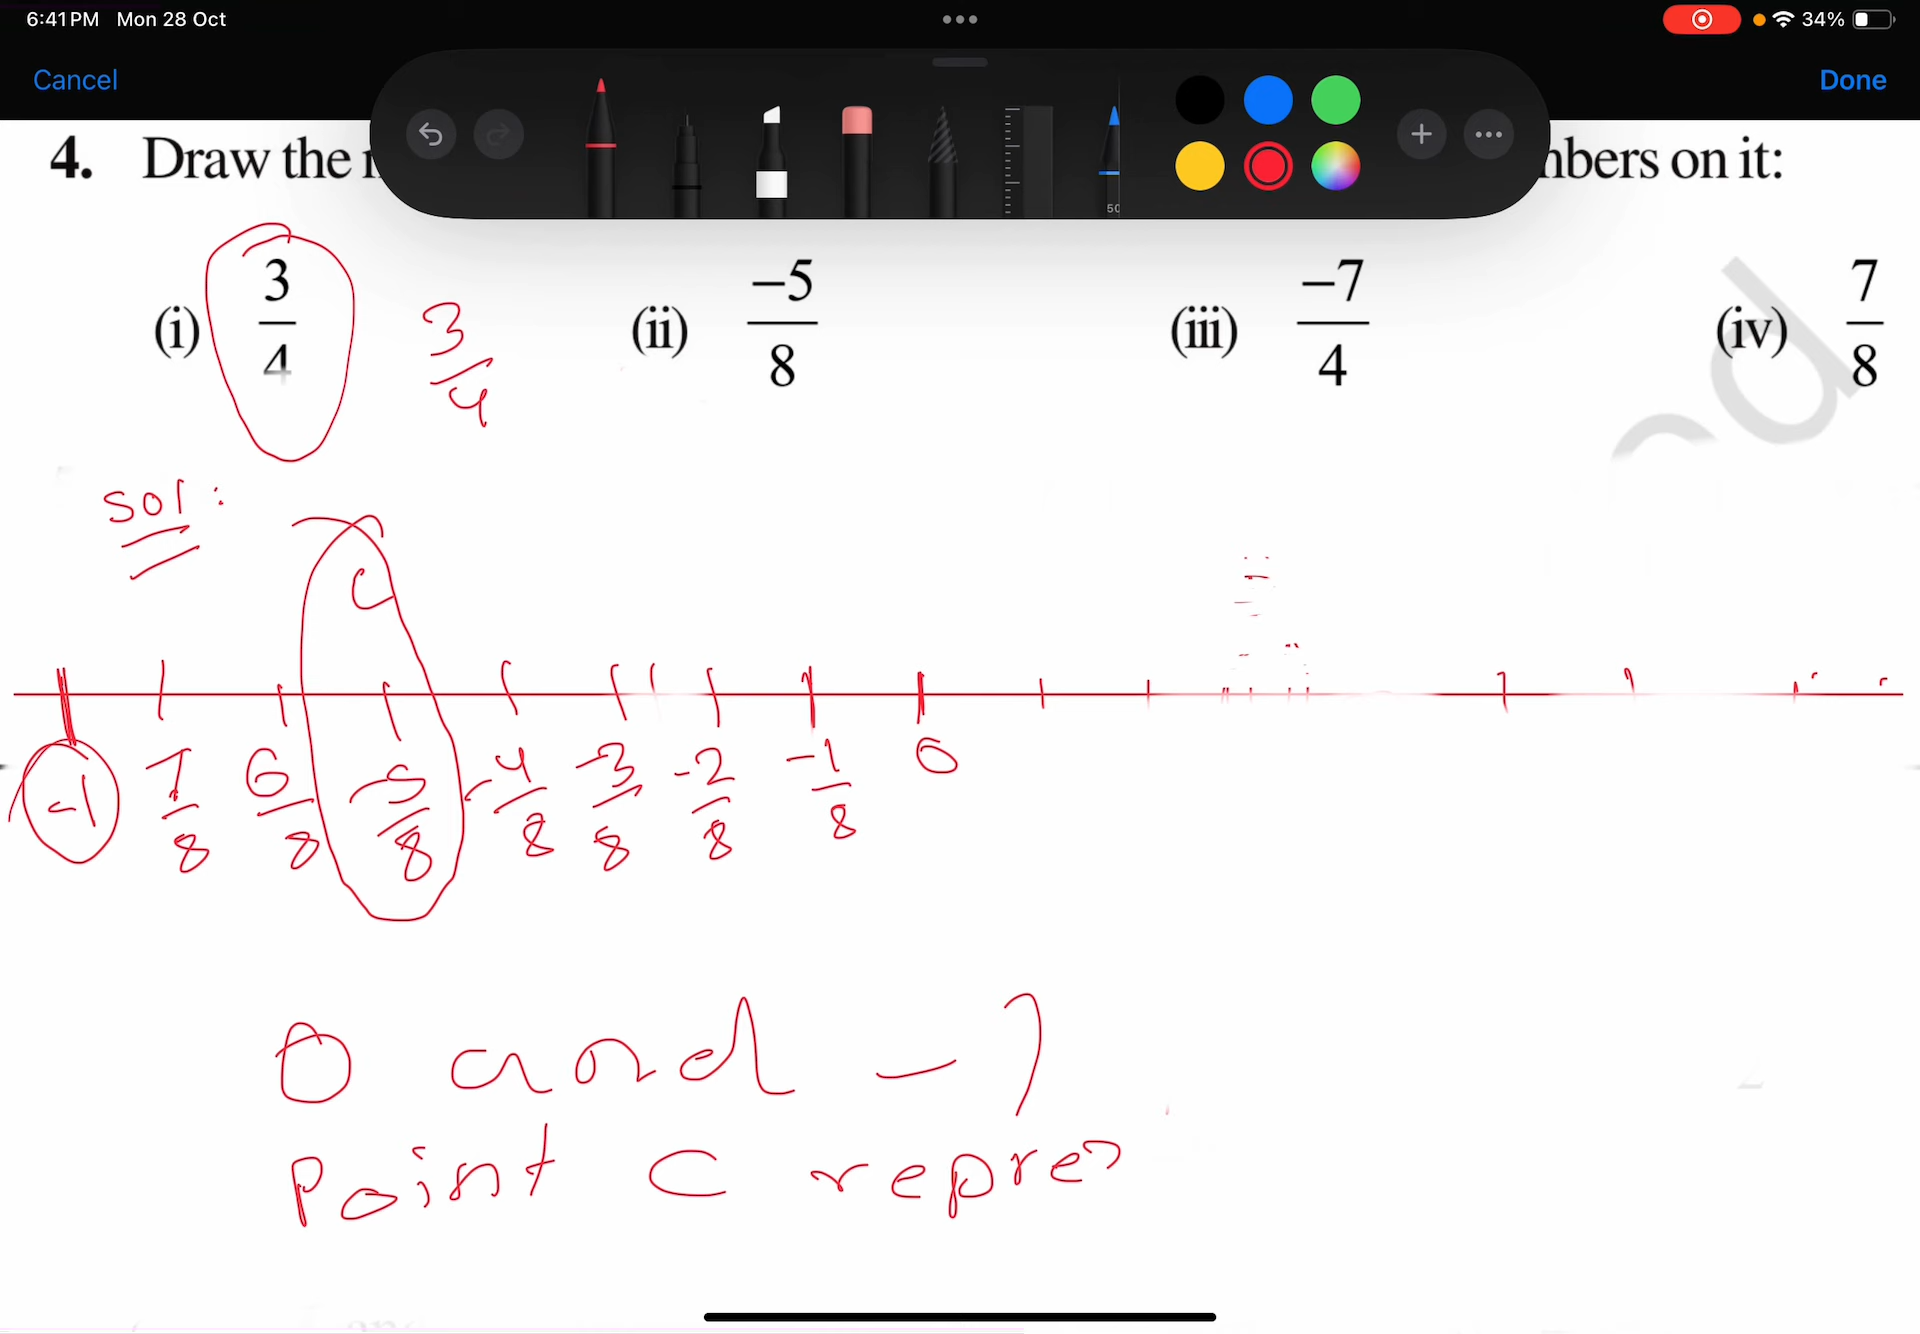 6:41 PM Mon 28 Oct
34%
Cancel
Done
50
4. Draw the nbers on it:
(i) 3/4 3/4 (ii) -5/8 (iii) -7/4 (iv) 7/8
d
Sol :
C
-1 7/8 6/8 -5/8 -4/8 -3/8 -2/8 -1/8 0
0 and -1
Point C repres